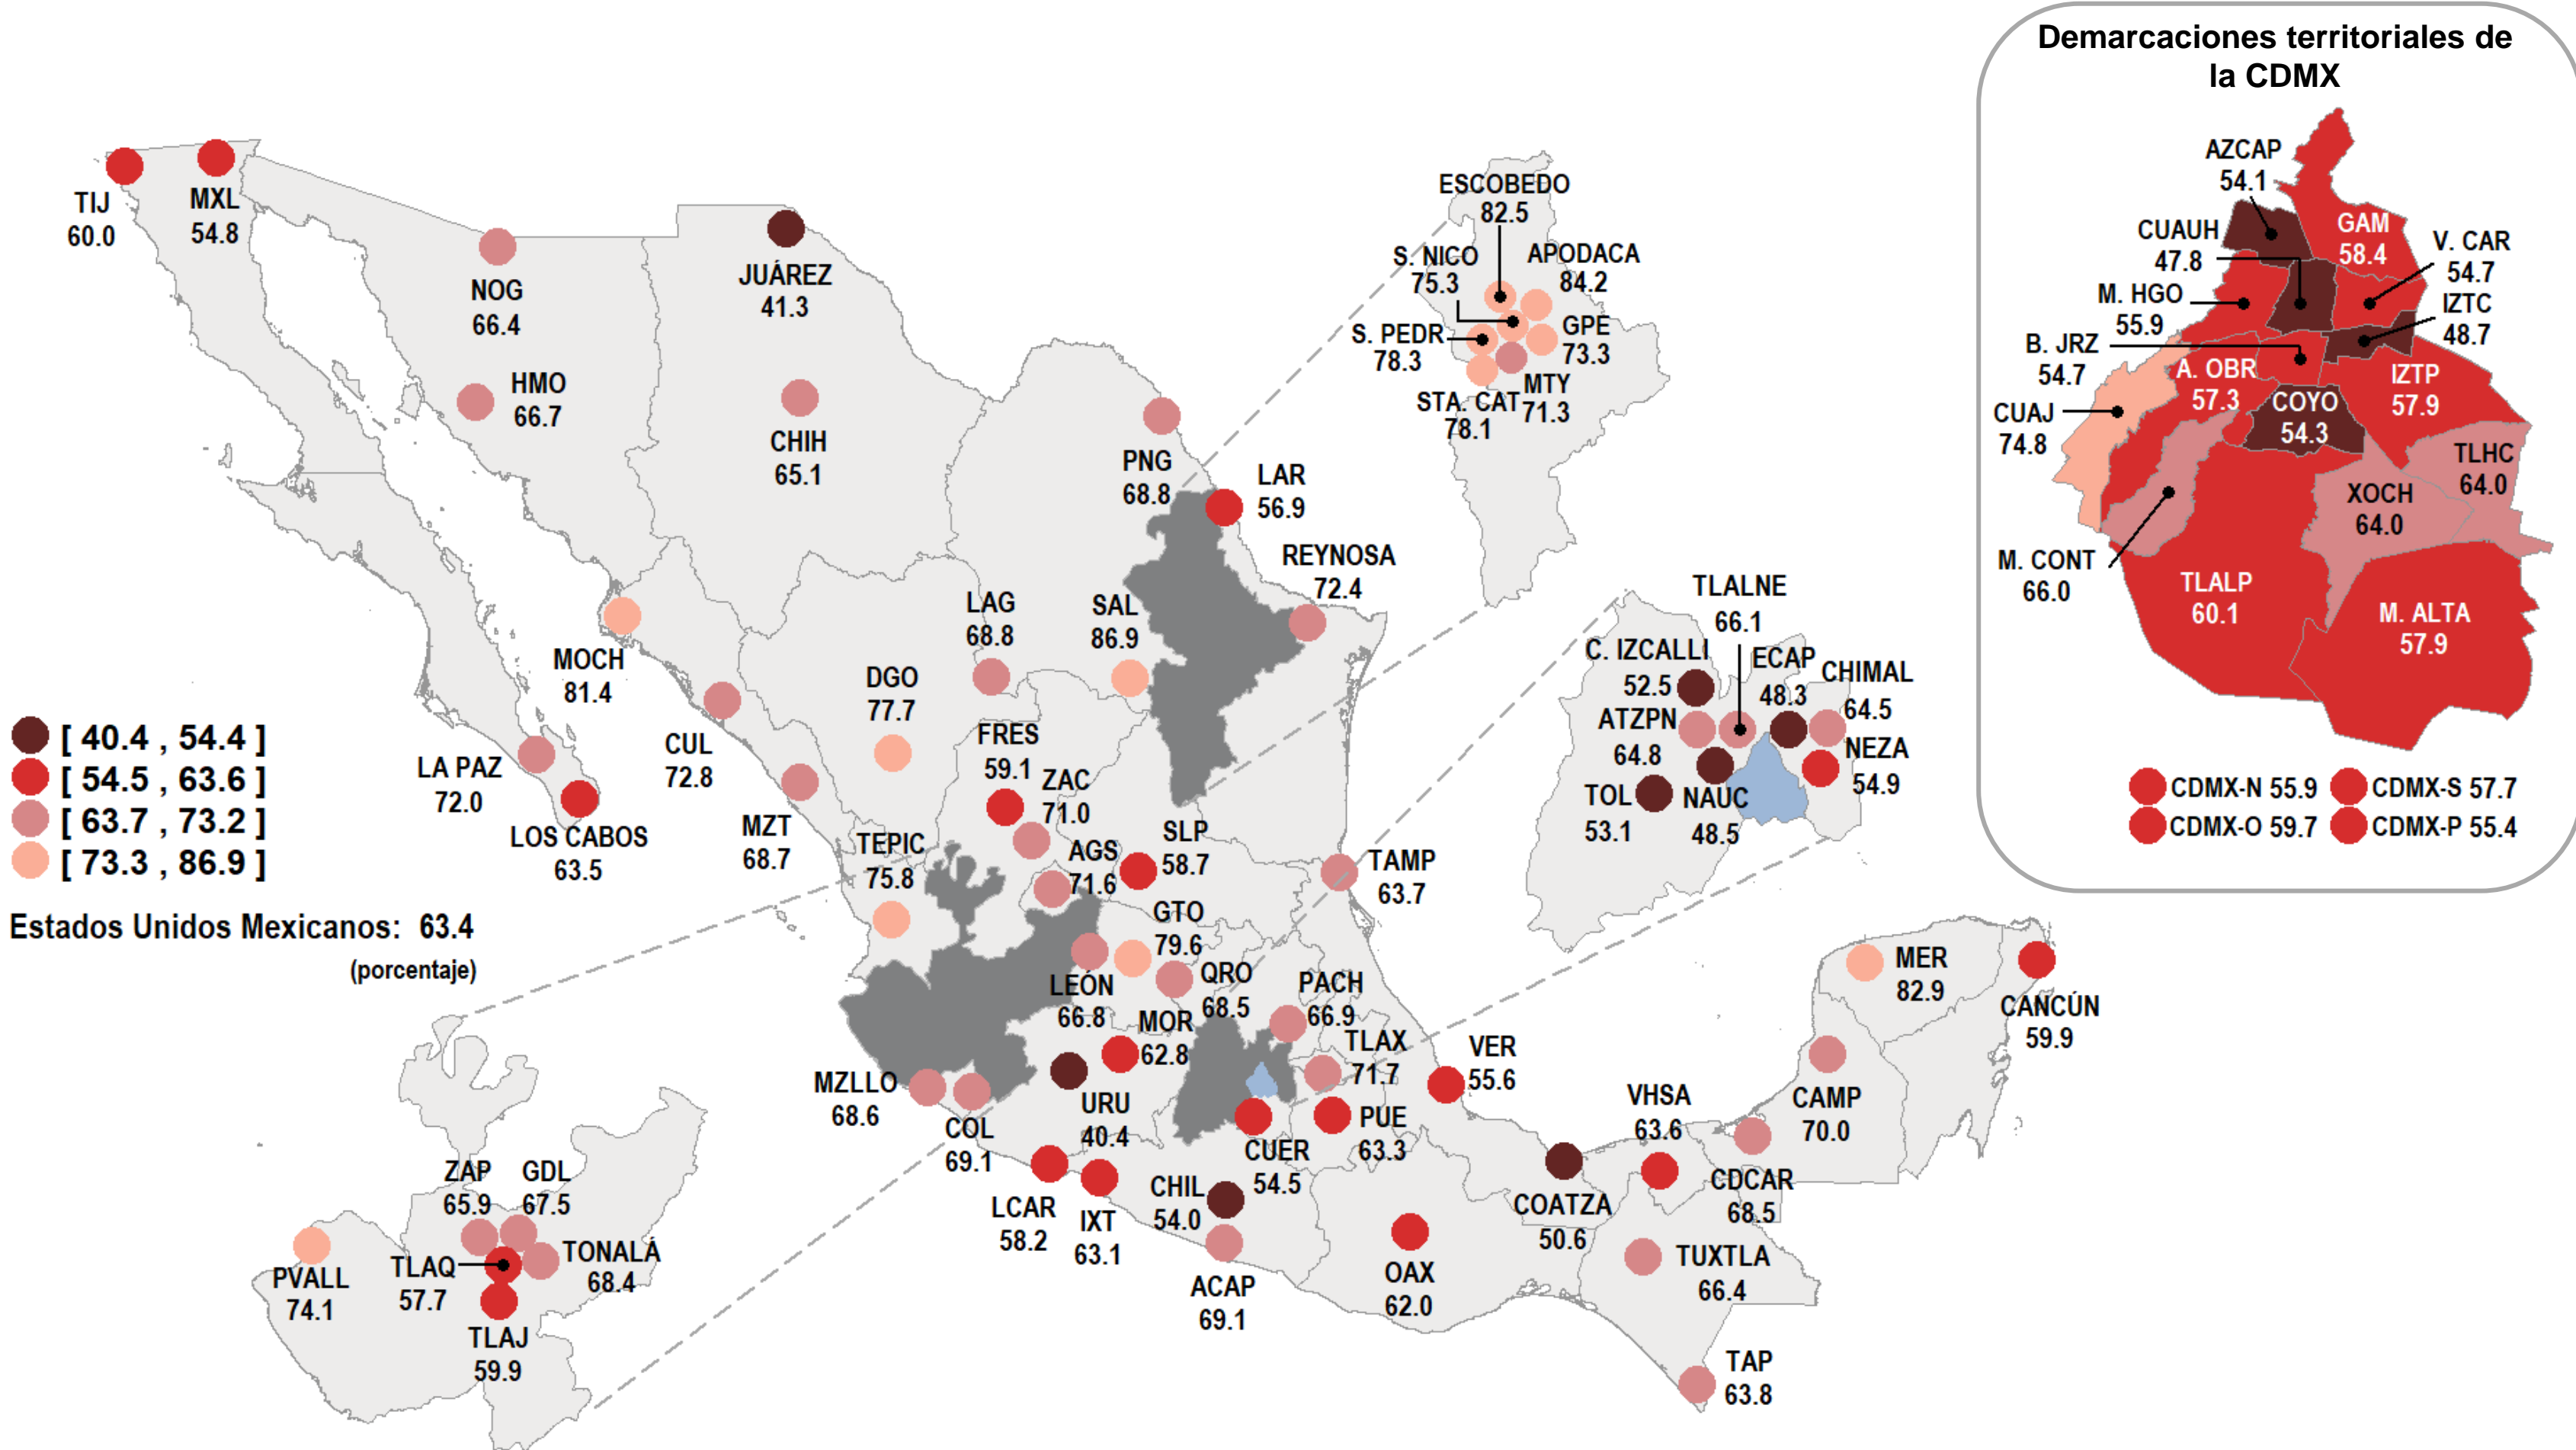 Demarcaciones territoriales de
la CDMX
AZCAP
54.1
GAM
58.4
CUAUH
47.8
V. CAR
54.7
M. HGO
55.9
IZTC
48.7
B. JRZ
54.7
A. OBR
57.3
IZTP
57.9
COYO
54.3
CUAJ
74.8
TLHC
64.0
XOCH
64.0
M. CONT
66.0
TLALP
60.1
M. ALTA
57.9
CDMX-N 55.9
CDMX-S 57.7
CDMX-O 59.7
CDMX-P 55.4
TIJ
60.0
MXL
54.8
NOG
66.4
JUÁREZ
41.3
HMO
66.7
CHIH
65.1
PNG
68.8
LAR
56.9
REYNOSA
72.4
ESCOBEDO
82.5
S. NICO
75.3
APODACA
84.2
S. PEDR
78.3
GPE
73.3
STA. CAT
78.1
MTY
71.3
MOCH
81.4
LAG
68.8
SAL
86.9
DGO
77.7
CUL
72.8
LA PAZ
72.0
LOS CABOS
63.5
MZT
68.7
FRES
59.1
ZAC
71.0
TEPIC
75.8
AGS
71.6
SLP
58.7
TAMP
63.7
TLALNE
66.1
C. IZCALLI
52.5
ECAP
48.3
CHIMAL
64.5
ATZPN
64.8
NEZA
54.9
TOL
53.1
NAUC
48.5
[ 40.4 , 54.4 ]
[ 54.5 , 63.6 ]
[ 63.7 , 73.2 ]
[ 73.3 , 86.9 ]
Estados Unidos Mexicanos: 63.4
(porcentaje)
GTO
79.6
LEÓN
66.8
QRO
68.5
PACH
66.9
MOR
62.8
TLAX
71.7
VER
55.6
MZLLO
68.6
COL
69.1
URU
40.4
CUER
54.5
PUE
63.3
LCAR
58.2
IXT
63.1
CHIL
54.0
ACAP
69.1
OAX
62.0
COATZA
50.6
VHSA
63.6
CDCAR
68.5
CAMP
70.0
MER
82.9
CANCÚN
59.9
TUXTLA
66.4
TAP
63.8
ZAP
65.9
GDL
67.5
PVALL
74.1
TLAQ
57.7
TONALÁ
68.4
TLAJ
59.9